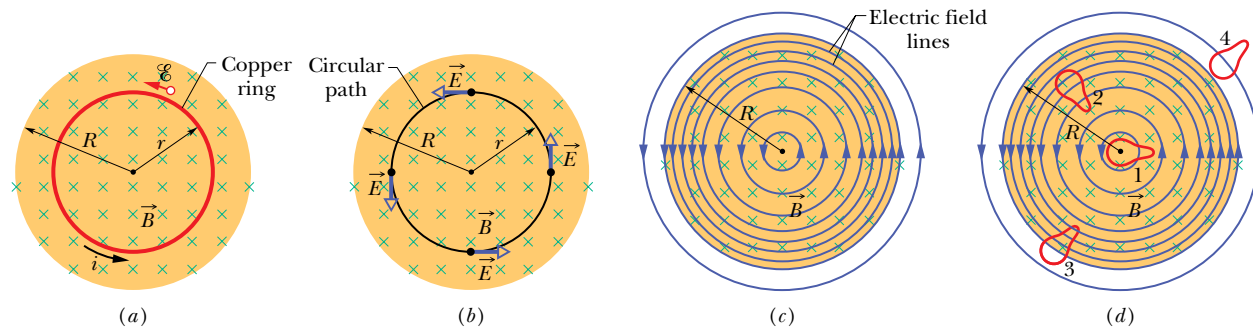 ℰ
Copper
ring
R
r
B
i
(a)
Circular
path
E
E
E
E
R
r
B
(b)
Electric field
lines
R
B
(c)
4
2
R
1
B
3
(d)